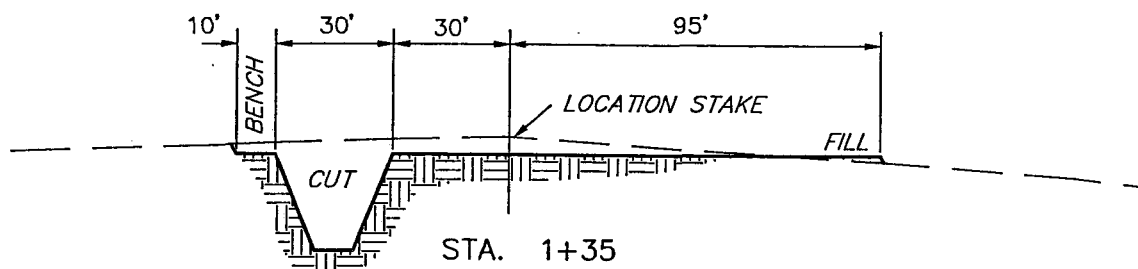 10' 30' 30' 95'
BENCH
LOCATION STAKE
FILL
CUT
STA. 1+35